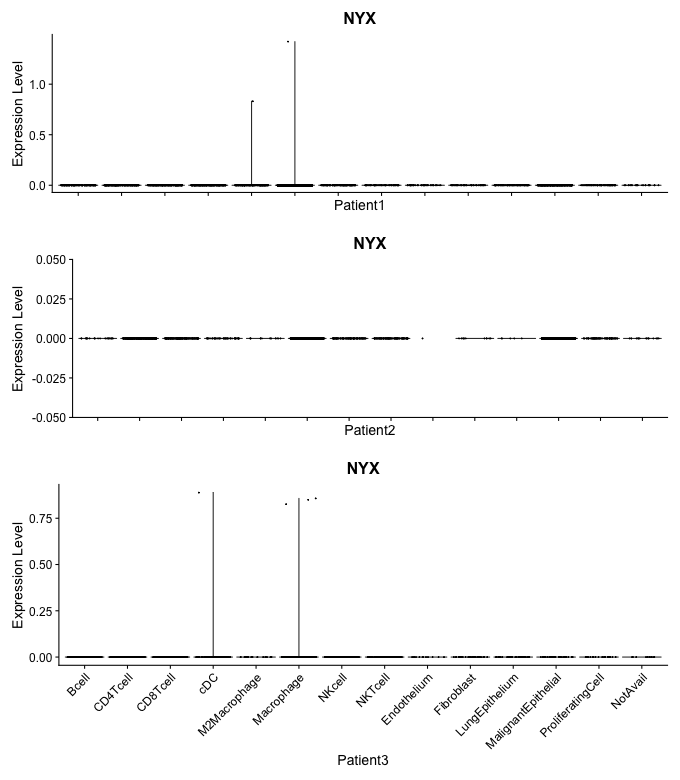 NYX
Expression Level
1.0
0.5
0.0
Patient1
NYX
Expression Level
0.050
0.025
0.000
-0.025
-0.050
Patient2
NYX
Expression Level
0.75
0.50
0.25
0.00
Bcell
CD4Tcell
CD8Tcell
cDC
M2Macrophage
Macrophage
NKcell
NKTcell
Endothelium
Fibroblast
LungEpithelium
MalignantEpithelial
ProliferatingCell
NotAvail
Patient3